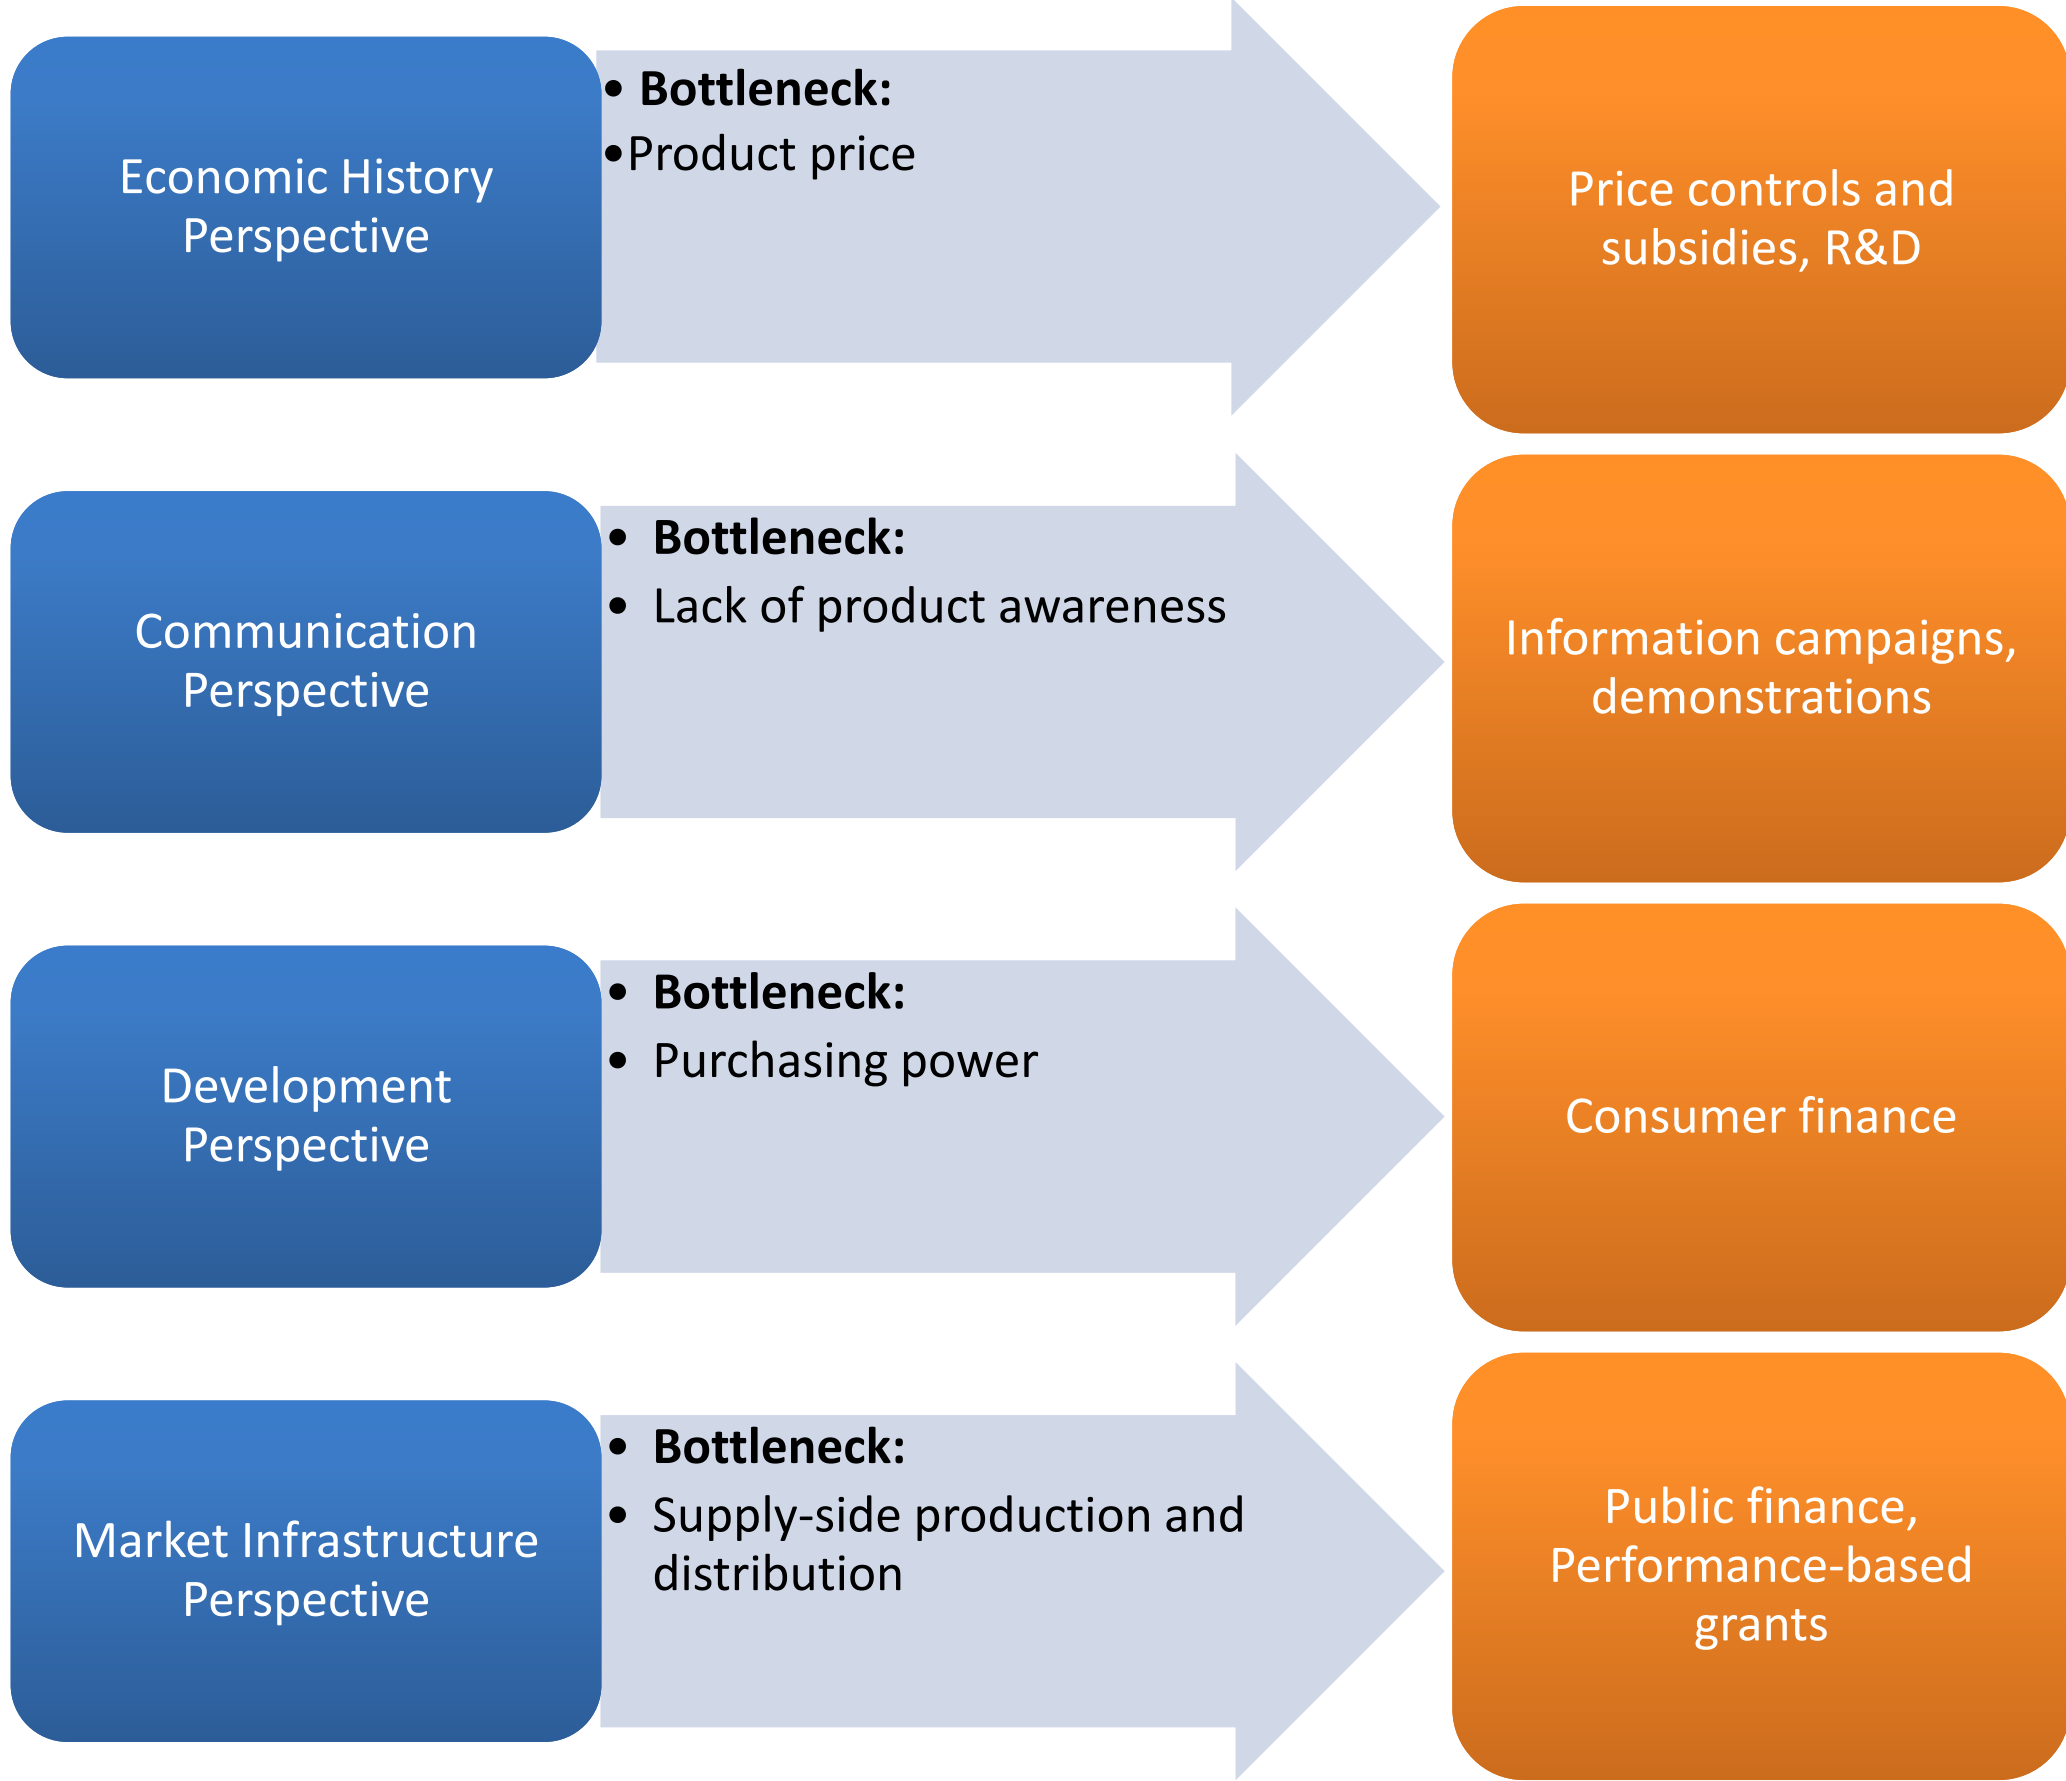 Economic History
Perspective
• Bottleneck:
•Product price
Price controls and
subsidies, R&D
Communication
Perspective
• Bottleneck:
• Lack of product awareness
Information campaigns,
demonstrations
Development
Perspective
• Bottleneck:
• Purchasing power
Consumer finance
Market Infrastructure
Perspective
• Bottleneck:
• Supply-side production and
distribution
Public finance,
Performance-based
grants